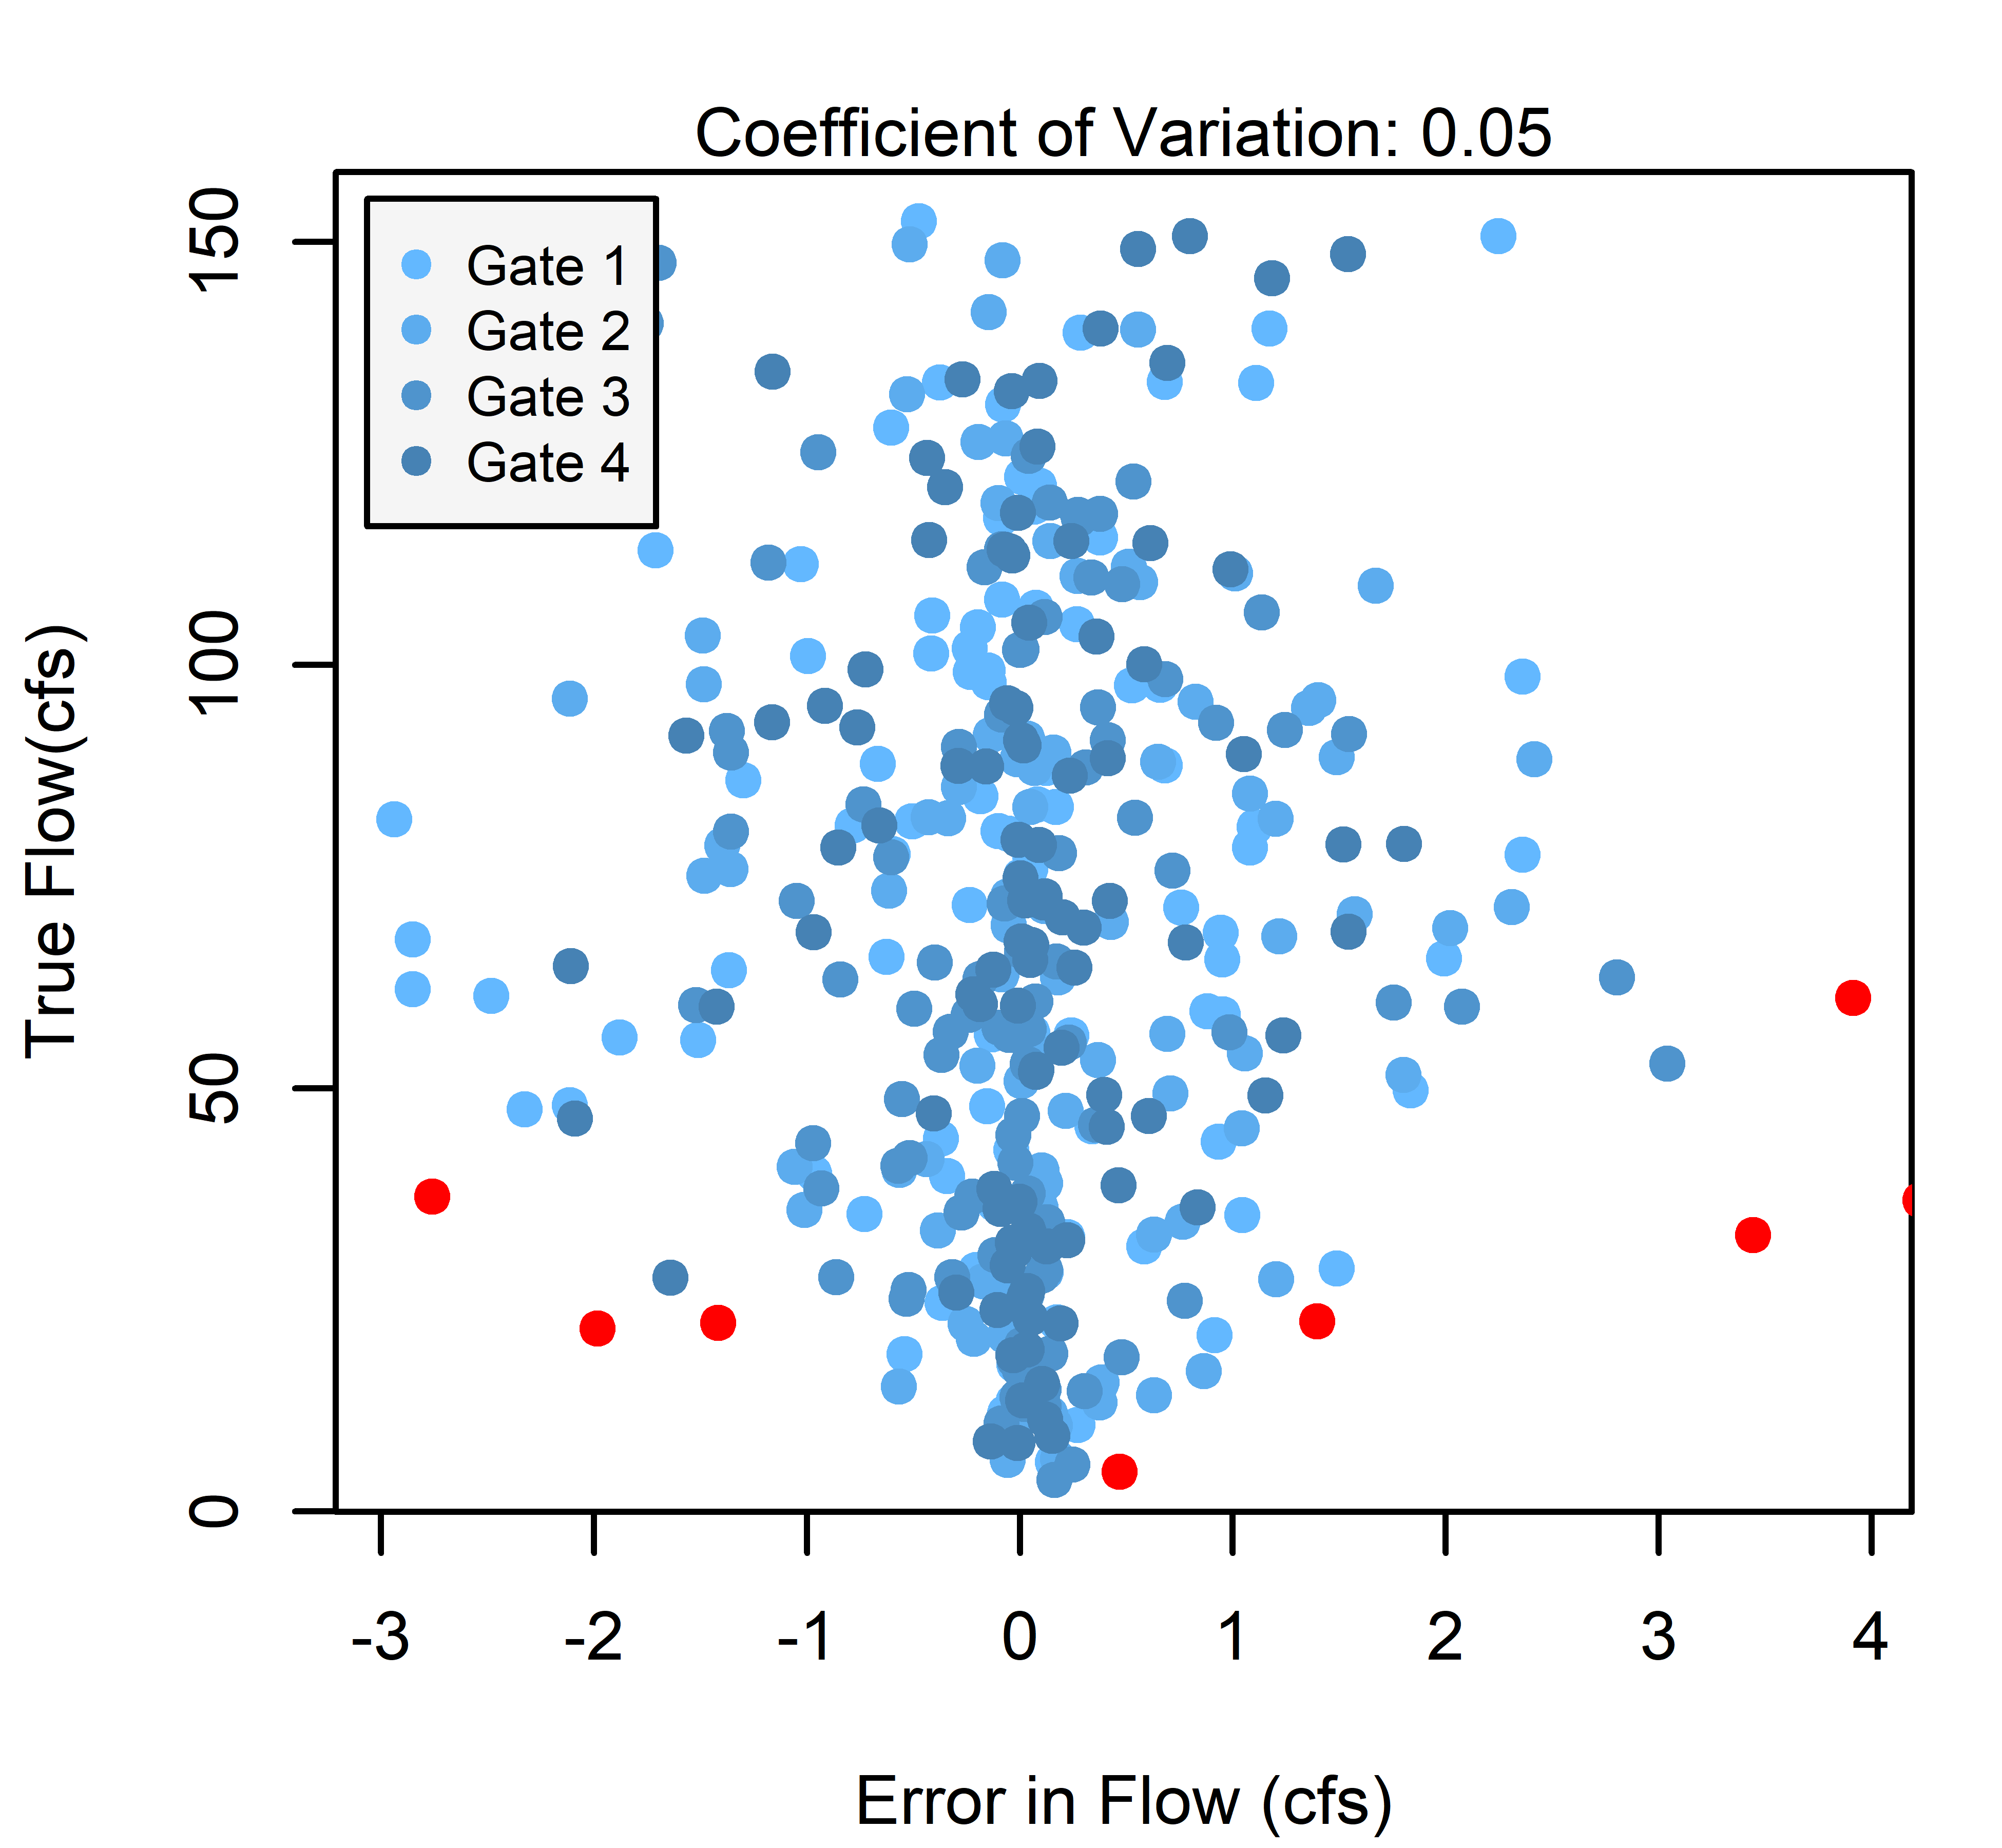 Coefficient of Variation: 0.05
Gate 1
Gate 2
Gate 3
Gate 4
True Flow(cfs)
150
100
50
0
-3 -2 -1 0 1 2 3 4
Error in Flow (cfs)